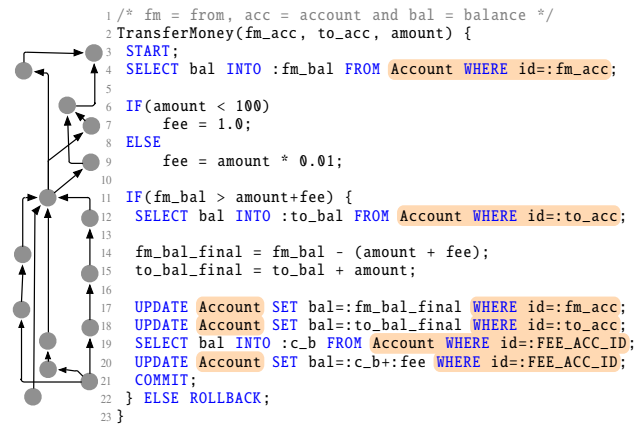 1 /* fm = from, acc = account and bal = balance */
2 TransferMoney(fm_acc, to_acc, amount) {
3 START;
4 SELECT bal INTO :fm_bal FROM Account WHERE id=:fm_acc;
5
6 IF(amount < 100)
7 fee = 1.0;
8 ELSE
9 fee = amount * 0.01;
10
11 IF(fm_bal > amount+fee) {
12 SELECT bal INTO :to_bal FROM Account WHERE id=:to_acc;
13
14 fm_bal_final = fm_bal - (amount + fee);
15 to_bal_final = to_bal + amount;
16
17 UPDATE Account SET bal=:fm_bal_final WHERE id=:fm_acc;
18 UPDATE Account SET bal=:to_bal_final WHERE id=:to_acc;
19 SELECT bal INTO :c_b FROM Account WHERE id=:FEE_ACC_ID;
20 UPDATE Account SET bal=:c_b+:fee WHERE id=:FEE_ACC_ID;
21 COMMIT;
22 } ELSE ROLLBACK;
23 }